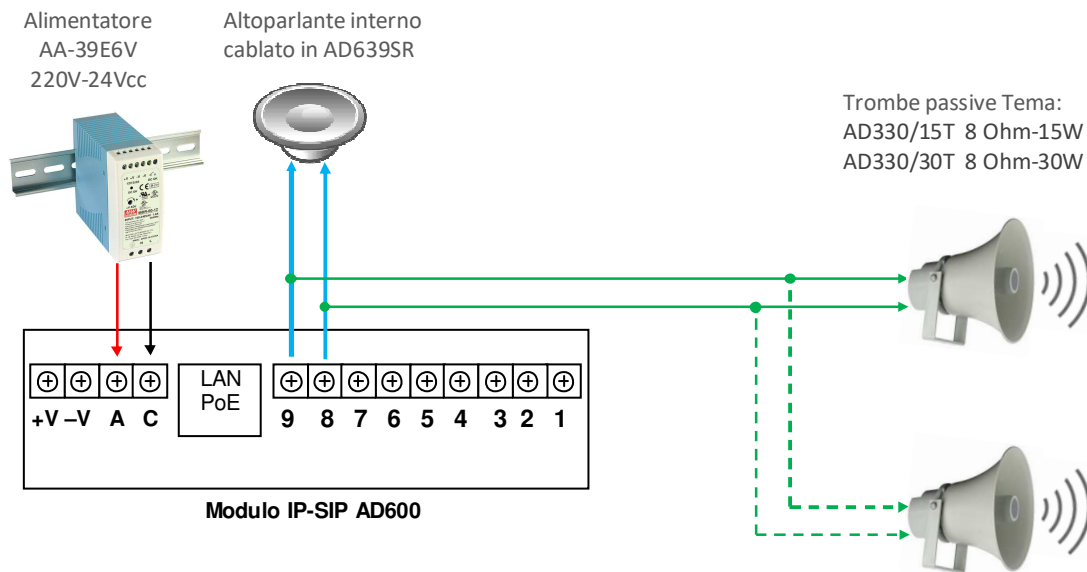 Alimentatore
AA-39E6V
220V-24Vcc
Altoparlante interno
cablato in AD639SR
Trombe passive Tema:
AD330/15T 8 Ohm-15W
AD330/30T 8 Ohm-30W
LAN
PoE
+V –V A C
9 8 7 6 5 4 3 2 1
Modulo IP-SIP AD600